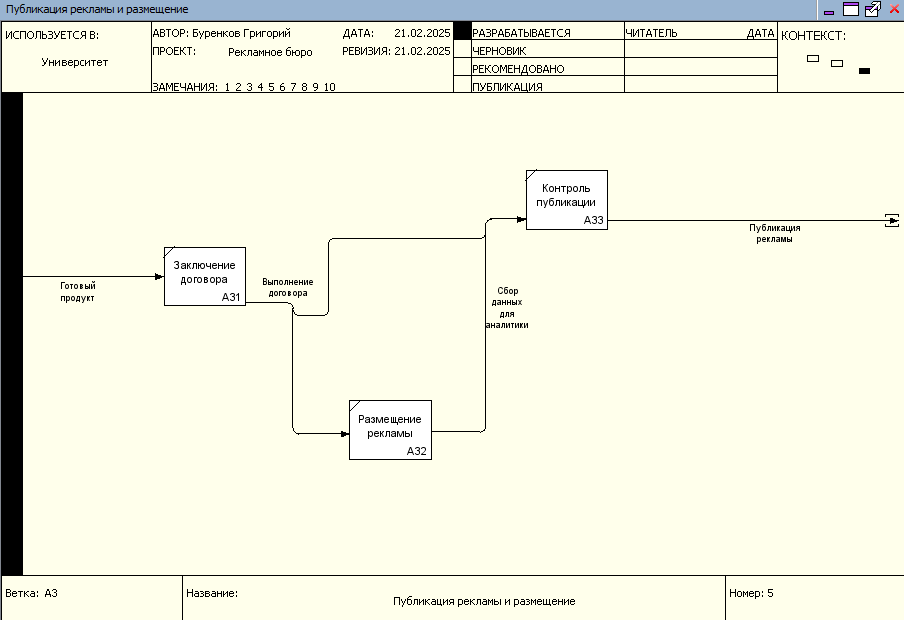 Публикация рекламы и размещение
ИСПОЛЬЗУЕТСЯ В:
Университет
АВТОР: Буренков Григорий
ДАТА: 21.02.2025
ПРОЕКТ: Рекламное бюро
РЕВИЗИЯ: 21.02.2025
ЗАМЕЧАНИЯ: 1 2 3 4 5 6 7 8 9 10
РАЗРАБАТЫВАЕТСЯ
ЧЕРНОВИК
РЕКОМЕНДОВАНО
ПУБЛИКАЦИЯ
ЧИТАТЕЛЬ ДАТА
КОНТЕКСТ:
Контроль
публикации
A33
Публикация
рекламы
Заключение
договора
A31
Готовый
продукт
Выполнение
договора
Сбор
данных
для
аналитики
Размещение
рекламы
A32
Ветка: A3
Название:
Публикация рекламы и размещение
Номер: 5